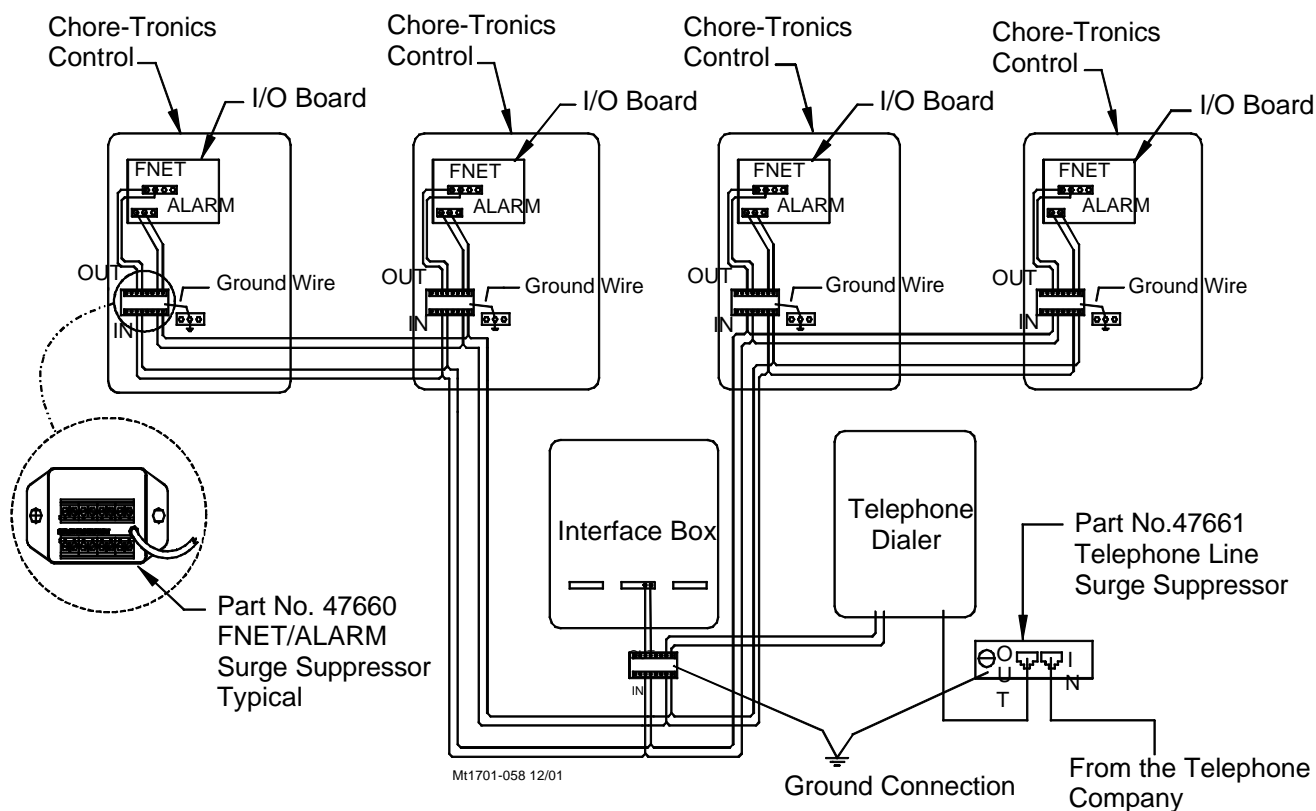 Chore-Tronics
Control
I/O Board
Chore-Tronics
Control
I/O Board
Chore-Tronics
Control
I/O Board
Chore-Tronics
Control
I/O Board
FNET
ALARM
FNET
ALARM
FNET
ALARM
FNET
ALARM
OUT
Ground Wire
IN
OUT
Ground Wire
IN
OUT
Ground Wire
IN
OUT
Ground Wire
IN
Interface Box
Telephone
Dialer
Part No.47661
Telephone Line
Surge Suppressor
Part No. 47660
FNET/ALARM
Surge Suppressor
Typical
IN
OUT
IN
Mt1701-058 12/01
Ground Connection
From the Telephone
Company